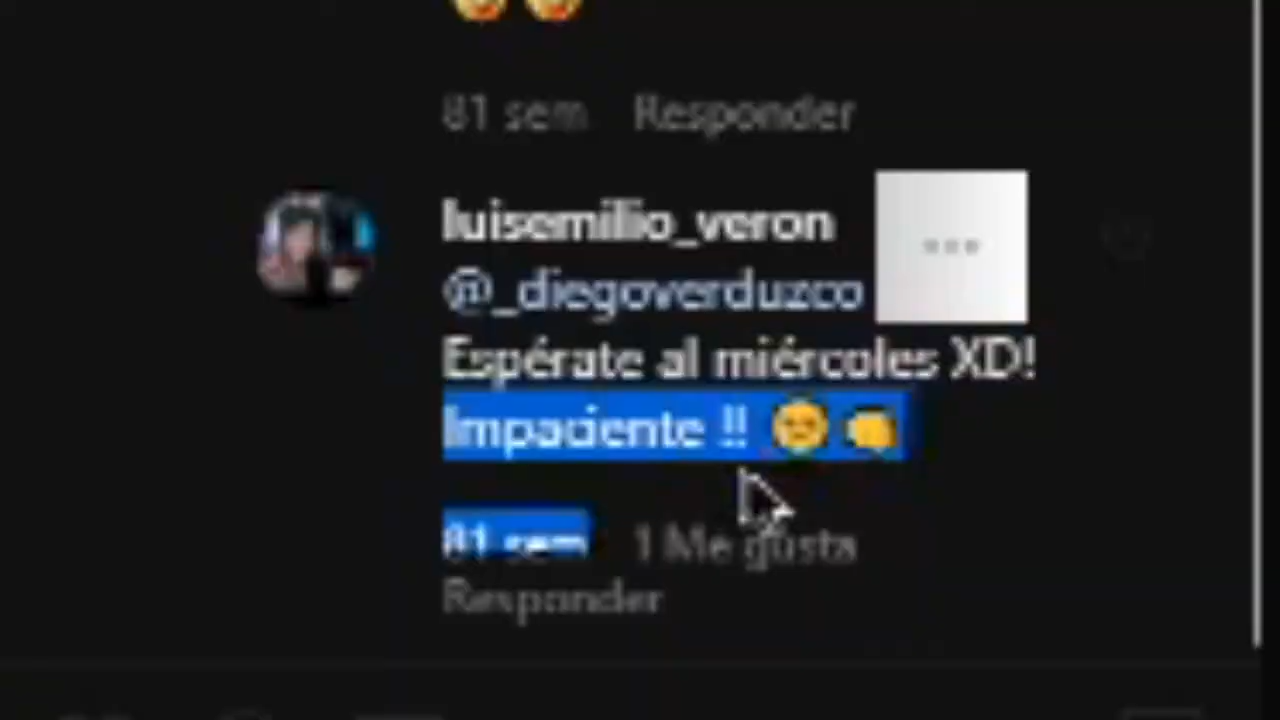 81 sem Responder
luisemilio_veron
@_diegoverduzco
Espérate al miércoles XD!
Impaciente !! 😐👊
81 sem 1 Me gusta
Responder